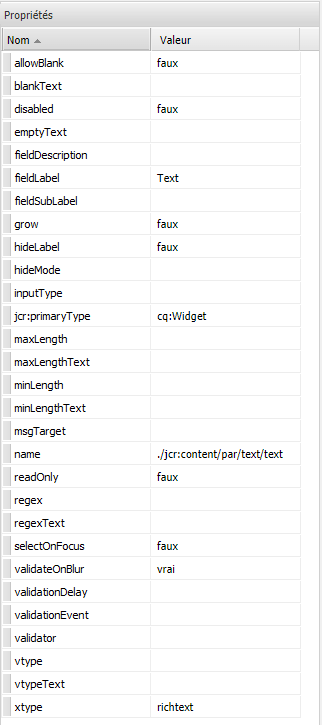 Propriétés
Nom Valeur
allowBlank faux
blankText
disabled faux
emptyText
fieldDescription
fieldLabel Text
fieldSubLabel
grow faux
hideLabel faux
hideMode
inputType
jcr:primaryType cq:Widget
maxLength
maxLengthText
minLength
minLengthText
msgTarget
name ./jcr:content/par/text/text
readOnly faux
regex
regexText
selectOnFocus faux
validateOnBlur vrai
validationDelay
validationEvent
validator
vtype
vtypeText
xtype richtext